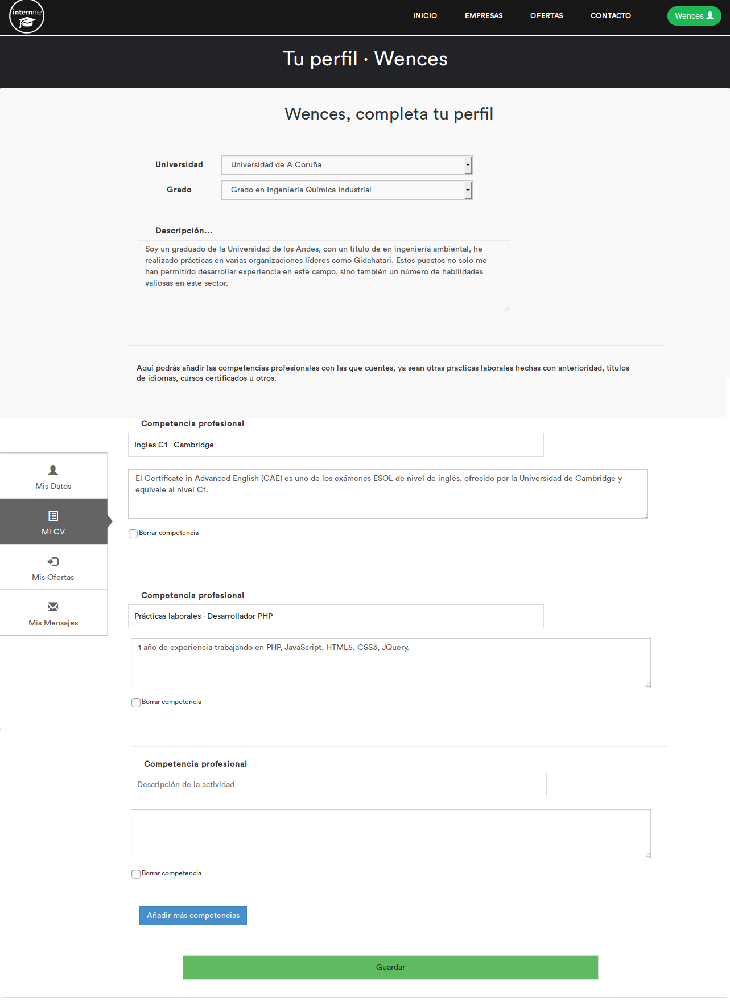 internme
INICIO
EMPRESAS
OFERTAS
CONTACTO
Wences
Tu perfil · Wences
Wences, completa tu perfil
Universidad
Universidad de A Coruña
Grado
Grado en Ingeniería Química Industrial
Descripción...
Soy un graduado de la Universidad de los Andes, con un título de en ingeniería ambiental, he
realizado prácticas en varias organizaciones líderes como Gidahatari. Estos puestos no solo me
han permitido desarrollar experiencia en este campo, sino también un número de habilidades
valiosas en este sector.
Aquí podrás añadir las competencias profesionales con las que cuentes, ya sean otras practicas laborales hechas con anterioridad, titulos
de idiomas, cursos certificados u otros.
Competencia profesional
Ingles C1 - Cambridge
El Certificate in Advanced English (CAE) es uno de los exámenes ESOL de nivel de inglés, ofrecido por la Universidad de Cambridge y
equivale al nivel C1.
Borrar competencia
Mis Datos
Mi CV
Mis Ofertas
Mis Mensajes
Competencia profesional
Prácticas laborales - Desarrollador PHP
1 año de experiencia trabajando en PHP, JavaScript, HTML5, CSS3, JQuery.
Borrar competencia
Competencia profesional
Descripción de la actividad
Borrar competencia
Añadir más competencias
Guardar